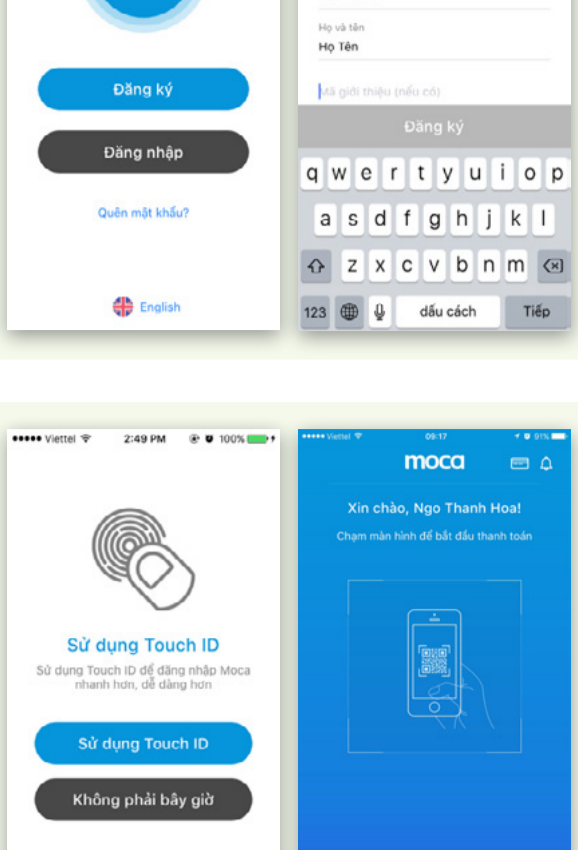 Đăng ký
Đăng nhập
Quên mật khẩu?
English
Họ và tên
Họ Tên
Mã giới thiệu (nếu có)
Đăng ký
q w e r t y u i o p
a s d f g h j k l
z x c v b n m
123 dấu cách Tiếp
Viettel 2:49 PM 100%
Sử dụng Touch ID
Sử dụng Touch ID để đăng nhập Moca
nhanh hơn, dễ dàng hơn
Sử dụng Touch ID
Không phải bây giờ
Viettel 09:17 91%
moca
Xin chào, Ngo Thanh Hoa!
Chạm màn hình để bắt đầu thanh toán